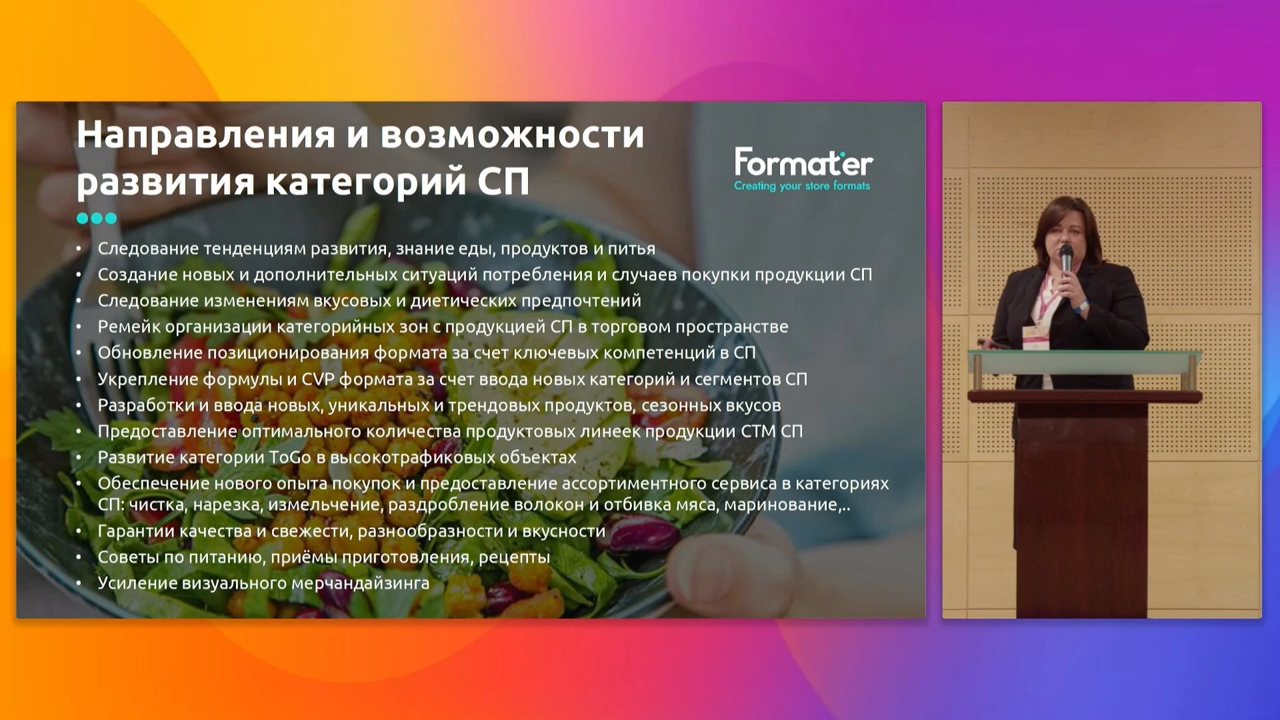 Направления и возможности
развития категорий СП
Formater
Creating your store formats
• Следование тенденциям развития, знание еды, продуктов и питья
• Создание новых и дополнительных ситуаций потребления и случаев покупки продукции СП
• Следование изменениям вкусовых и диетических предпочтений
• Ремейк организации категорийных зон с продукцией СП в торговом пространстве
• Обновление позиционирования формата за счет ключевых компетенций в СП
• Укрепление формулы и CVP формата за счет ввода новых категорий и сегментов СП
• Разработки и ввода новых, уникальных и трендовых продуктов, сезонных вкусов
• Предоставление оптимального количества продуктовых линеек продукции СТМ СП
• Развитие категории ToGo в высокотрафиковых объектах
• Обеспечение нового опыта покупок и предоставление ассортиментного сервиса в категориях
СП: чистка, нарезка, измельчение, раздробление волокон и отбивка мяса, маринование,..
• Гарантии качества и свежести, разнообразности и вкусности
• Советы по питанию, приёмы приготовления, рецепты
• Усиление визуального мерчандайзинга